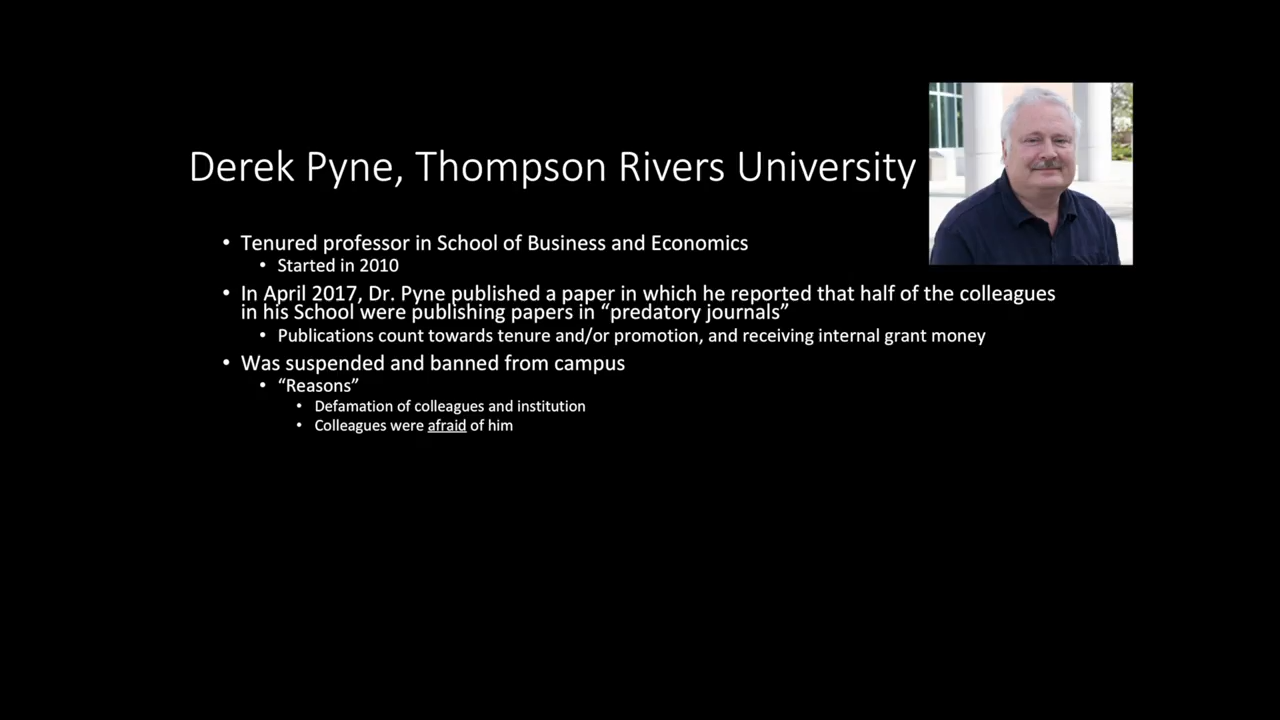 Derek Pyne, Thompson Rivers University
• Tenured professor in School of Business and Economics
• Started in 2010
• In April 2017, Dr. Pyne published a paper in which he reported that half of the colleagues
in his School were publishing papers in “predatory journals”
• Publications count towards tenure and/or promotion, and receiving internal grant money
• Was suspended and banned from campus
• “Reasons”
• Defamation of colleagues and institution
• Colleagues were afraid of him